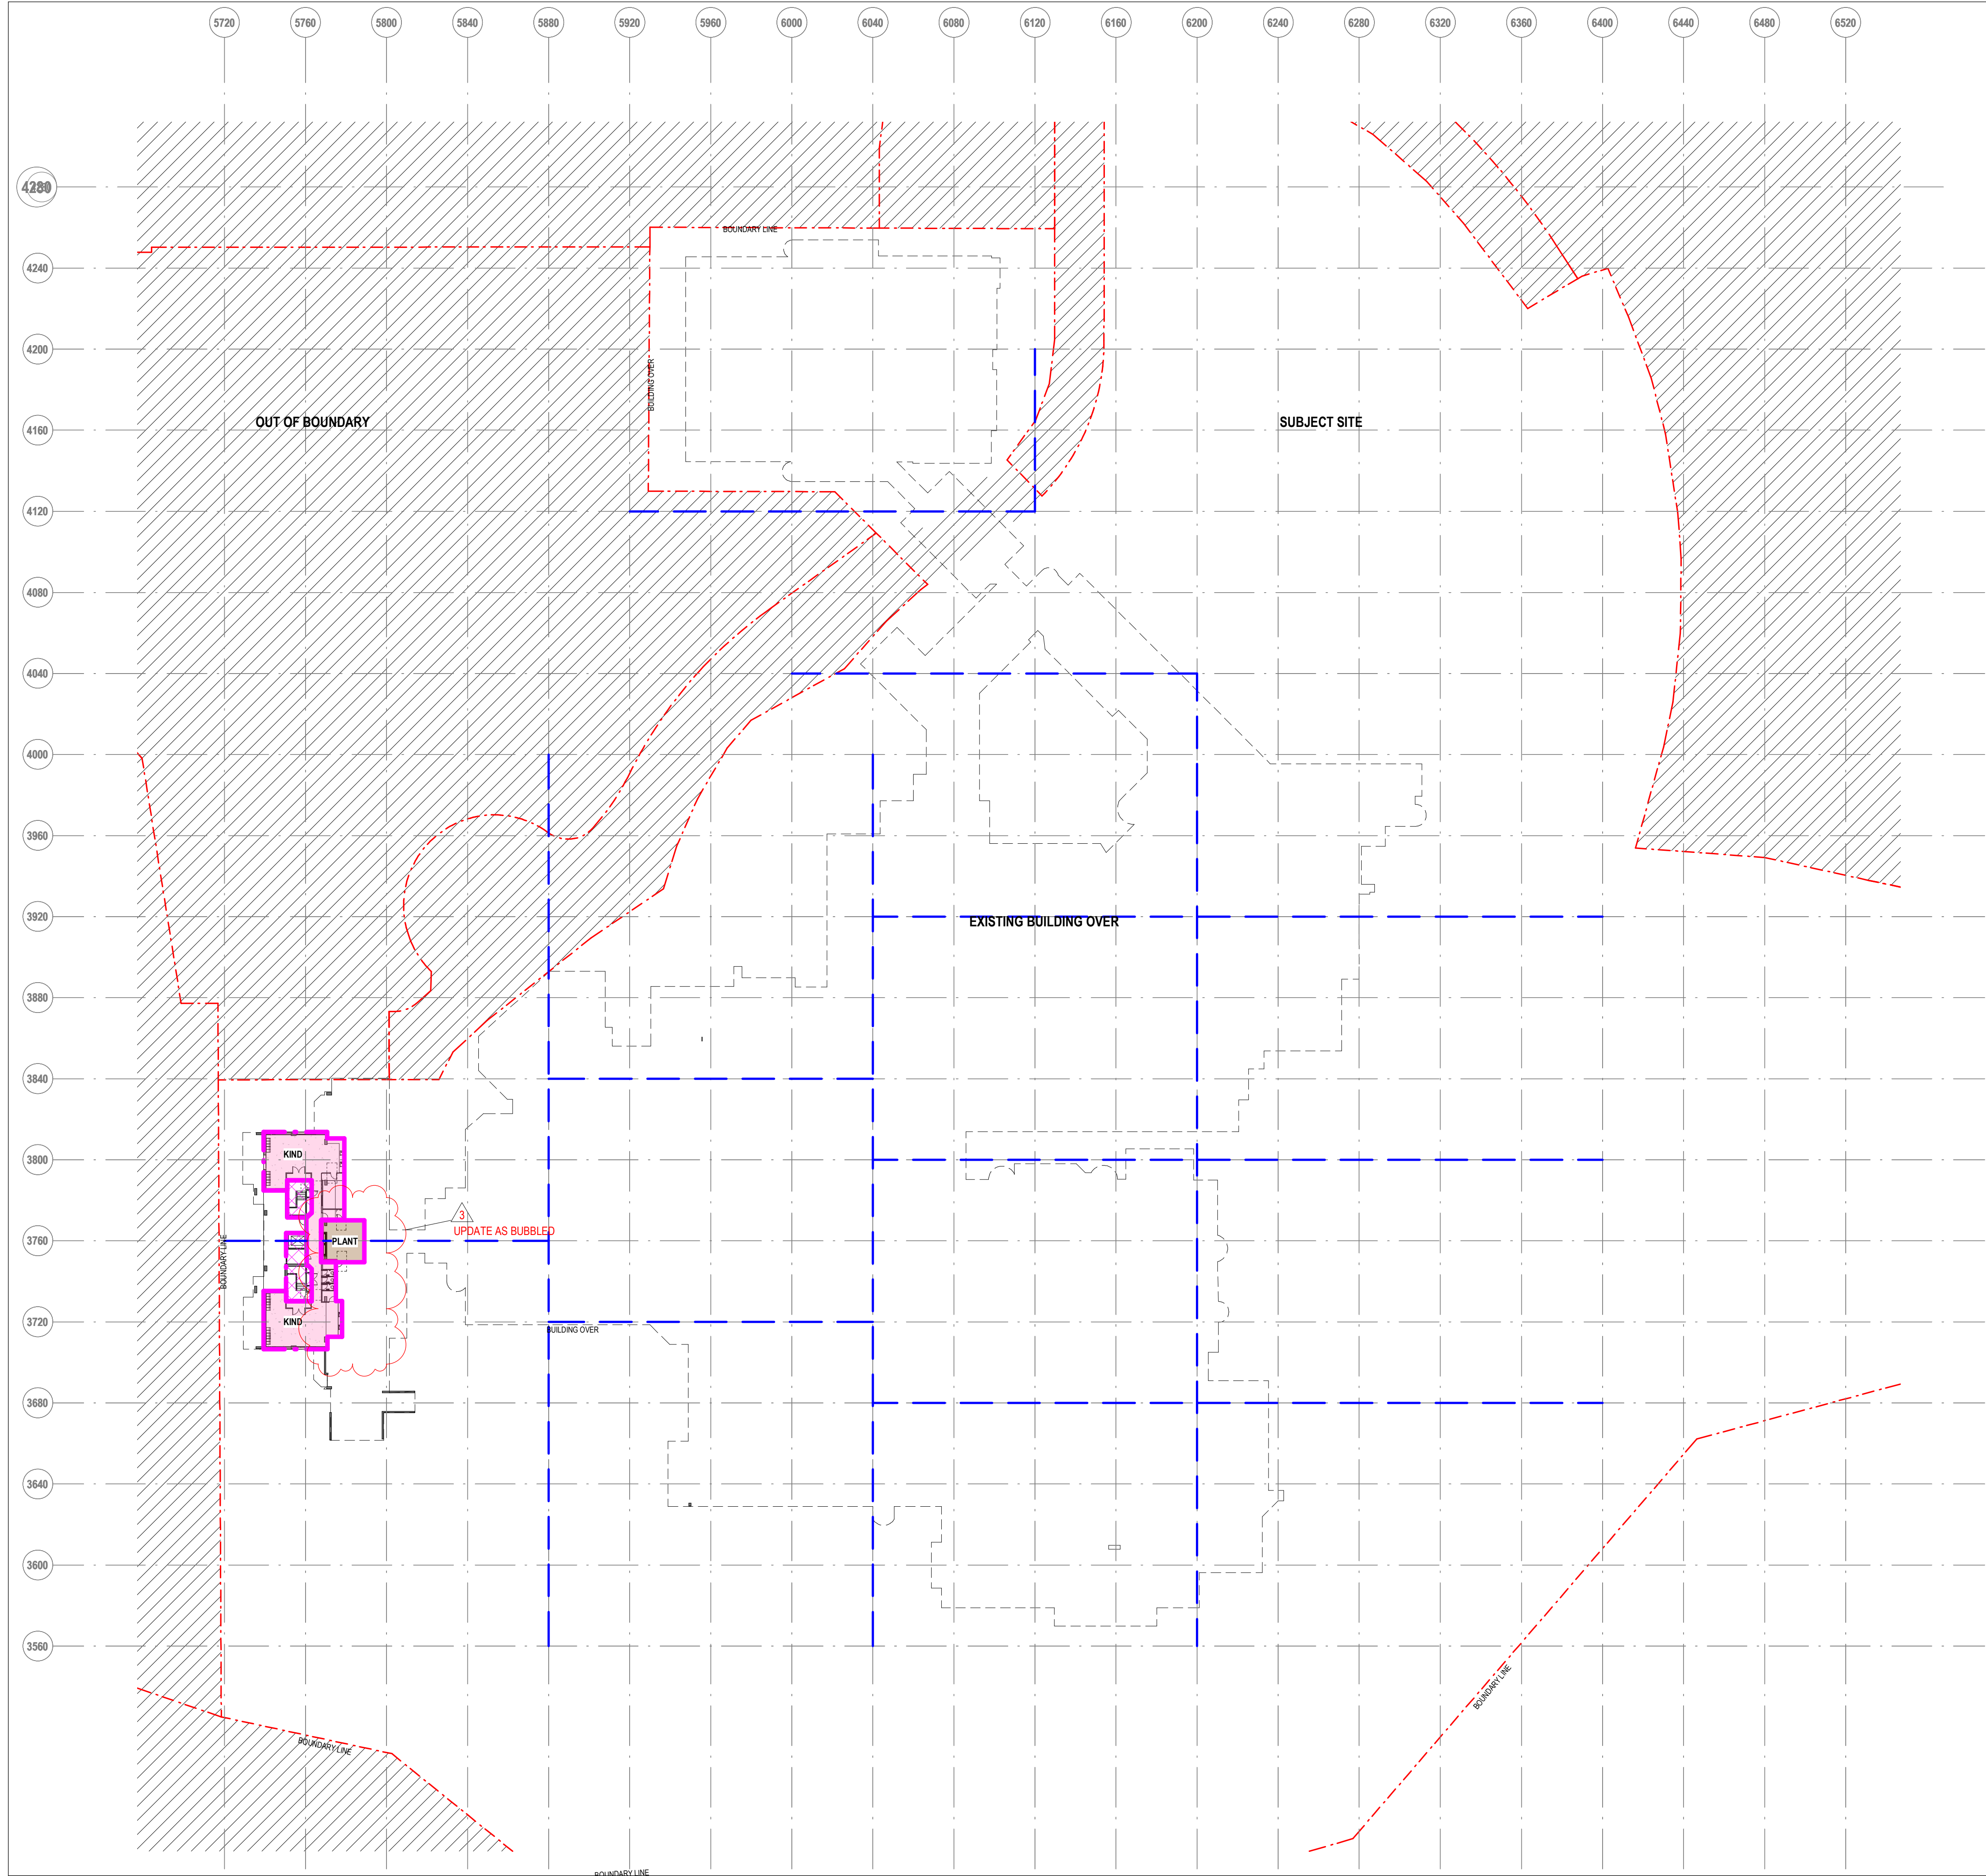 5720 5760 5800 5840 5880 5920 5960 6000 6040 6080 6120 6160 6200 6240 6280 6320 6360 6400 6440 6480 6520
4280
BOUNDARY LINE
4240
4200
BUILDING OVER
OUT OF BOUNDARY
SUBJECT SITE
4160
4120
4080
4040
4000
3960
3920
EXISTING BUILDING OVER
3880
3840
KIND
3800
3
UPDATE AS BUBBLED
3760
PLANT
BOUNDARY LINE
KIND
3720
BUILDING OVER
3680
3640
3600
3560
BOUNDARY LINE
BOUNDARY LINE
BOUNDARY LINE